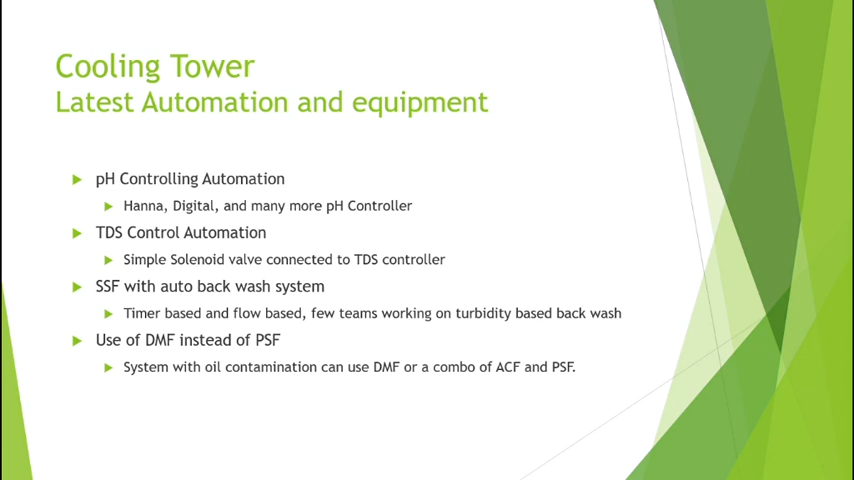 Cooling Tower
Latest Automation and equipment
pH Controlling Automation
Hanna, Digital, and many more pH Controller
TDS Control Automation
Simple Solenoid valve connected to TDS controller
SSF with auto back wash system
Timer based and flow based, few teams working on turbidity based back wash
Use of DMF instead of PSF
System with oil contamination can use DMF or a combo of ACF and PSF.